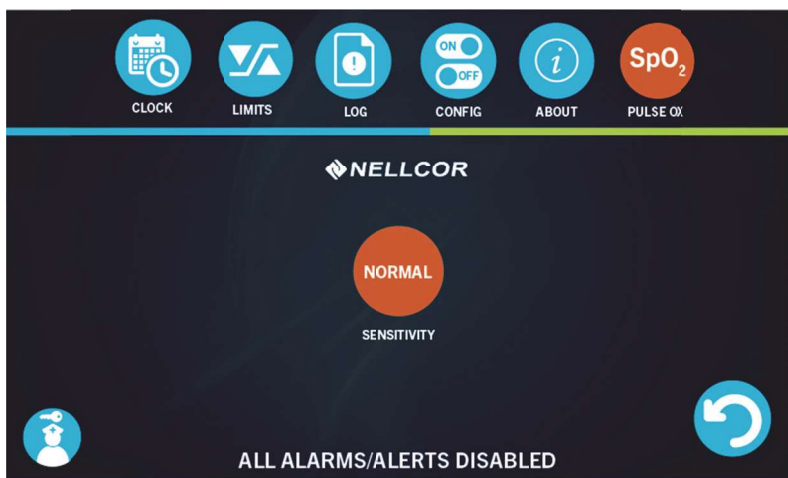 ON
OFF
i
SpO₂
CLOCK
LIMITS
LOG
CONFIG
ABOUT
PULSE OX
NELLCOR
NORMAL
SENSITIVITY
ALL ALARMS/ALERTS DISABLED